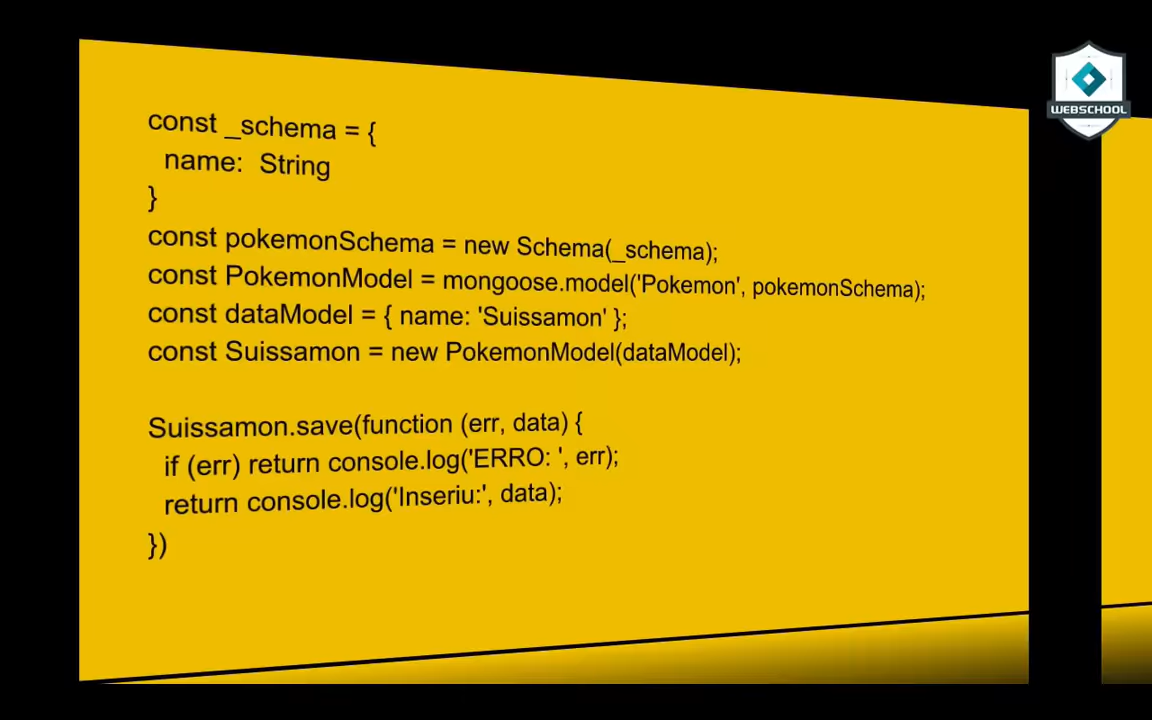 const _schema = {
name: String
}
const pokemonSchema = new Schema(_schema);
const PokemonModel = mongoose.model('Pokemon', pokemonSchema);
const dataModel = { name: 'Suissamon' };
const Suissamon = new PokemonModel(dataModel);
Suissamon.save(function (err, data) {
if (err) return console.log('ERRO: ', err);
return console.log('Inseriu:', data);
})
WEBSCHOOL